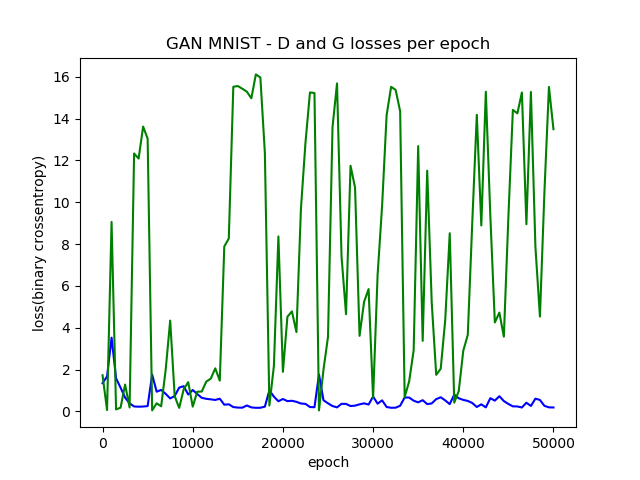 GAN MNIST - D and G losses per epoch
16
14
12
10
8
6
4
2
0
loss(binary crossentropy)
0 10000 20000 30000 40000 50000
epoch